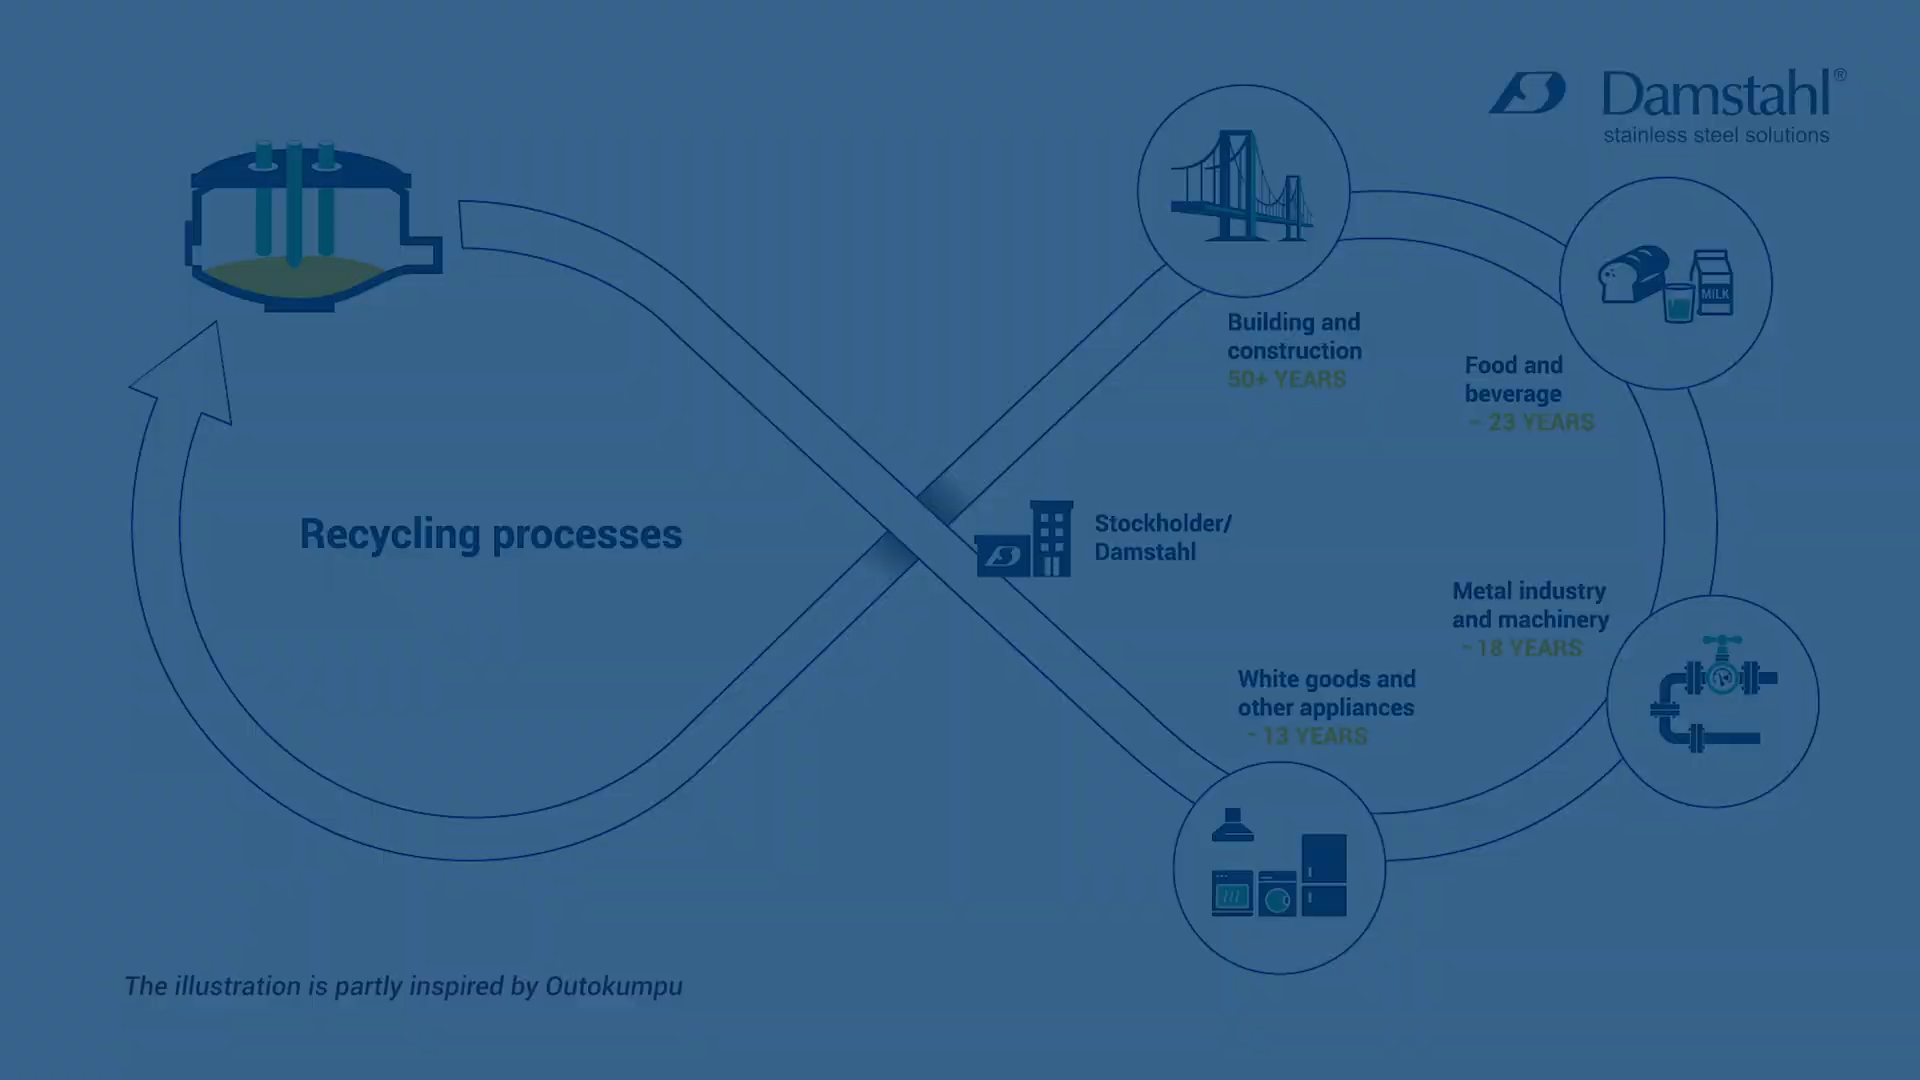 Damstahl®
stainless steel solutions
MILK
Building and
construction
50+ YEARS
Food and
beverage
~ 23 YEARS
Recycling processes
Stockholder/
Damstahl
Metal industry
and machinery
~ 18 YEARS
White goods and
other appliances
~ 13 YEARS
The illustration is partly inspired by Outokumpu